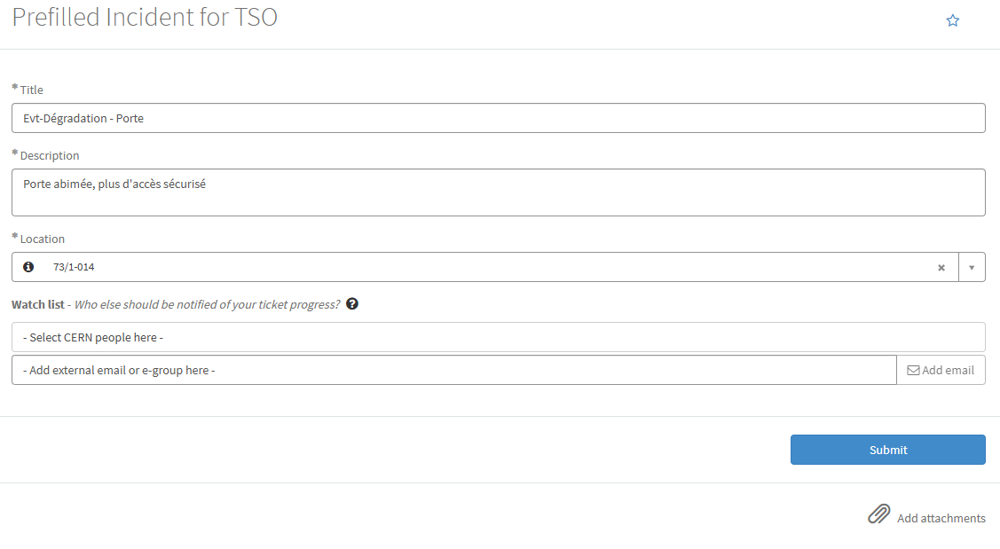 Prefilled Incident for TSO
* Title
Evt-Dégradation - Porte
* Description
Porte abimée, plus d'accès sécurisé
* Location
73/1-014
Watch list - Who else should be notified of your ticket progress?
- Select CERN people here -
- Add external email or e-group here -
Add email
Submit
Add attachments